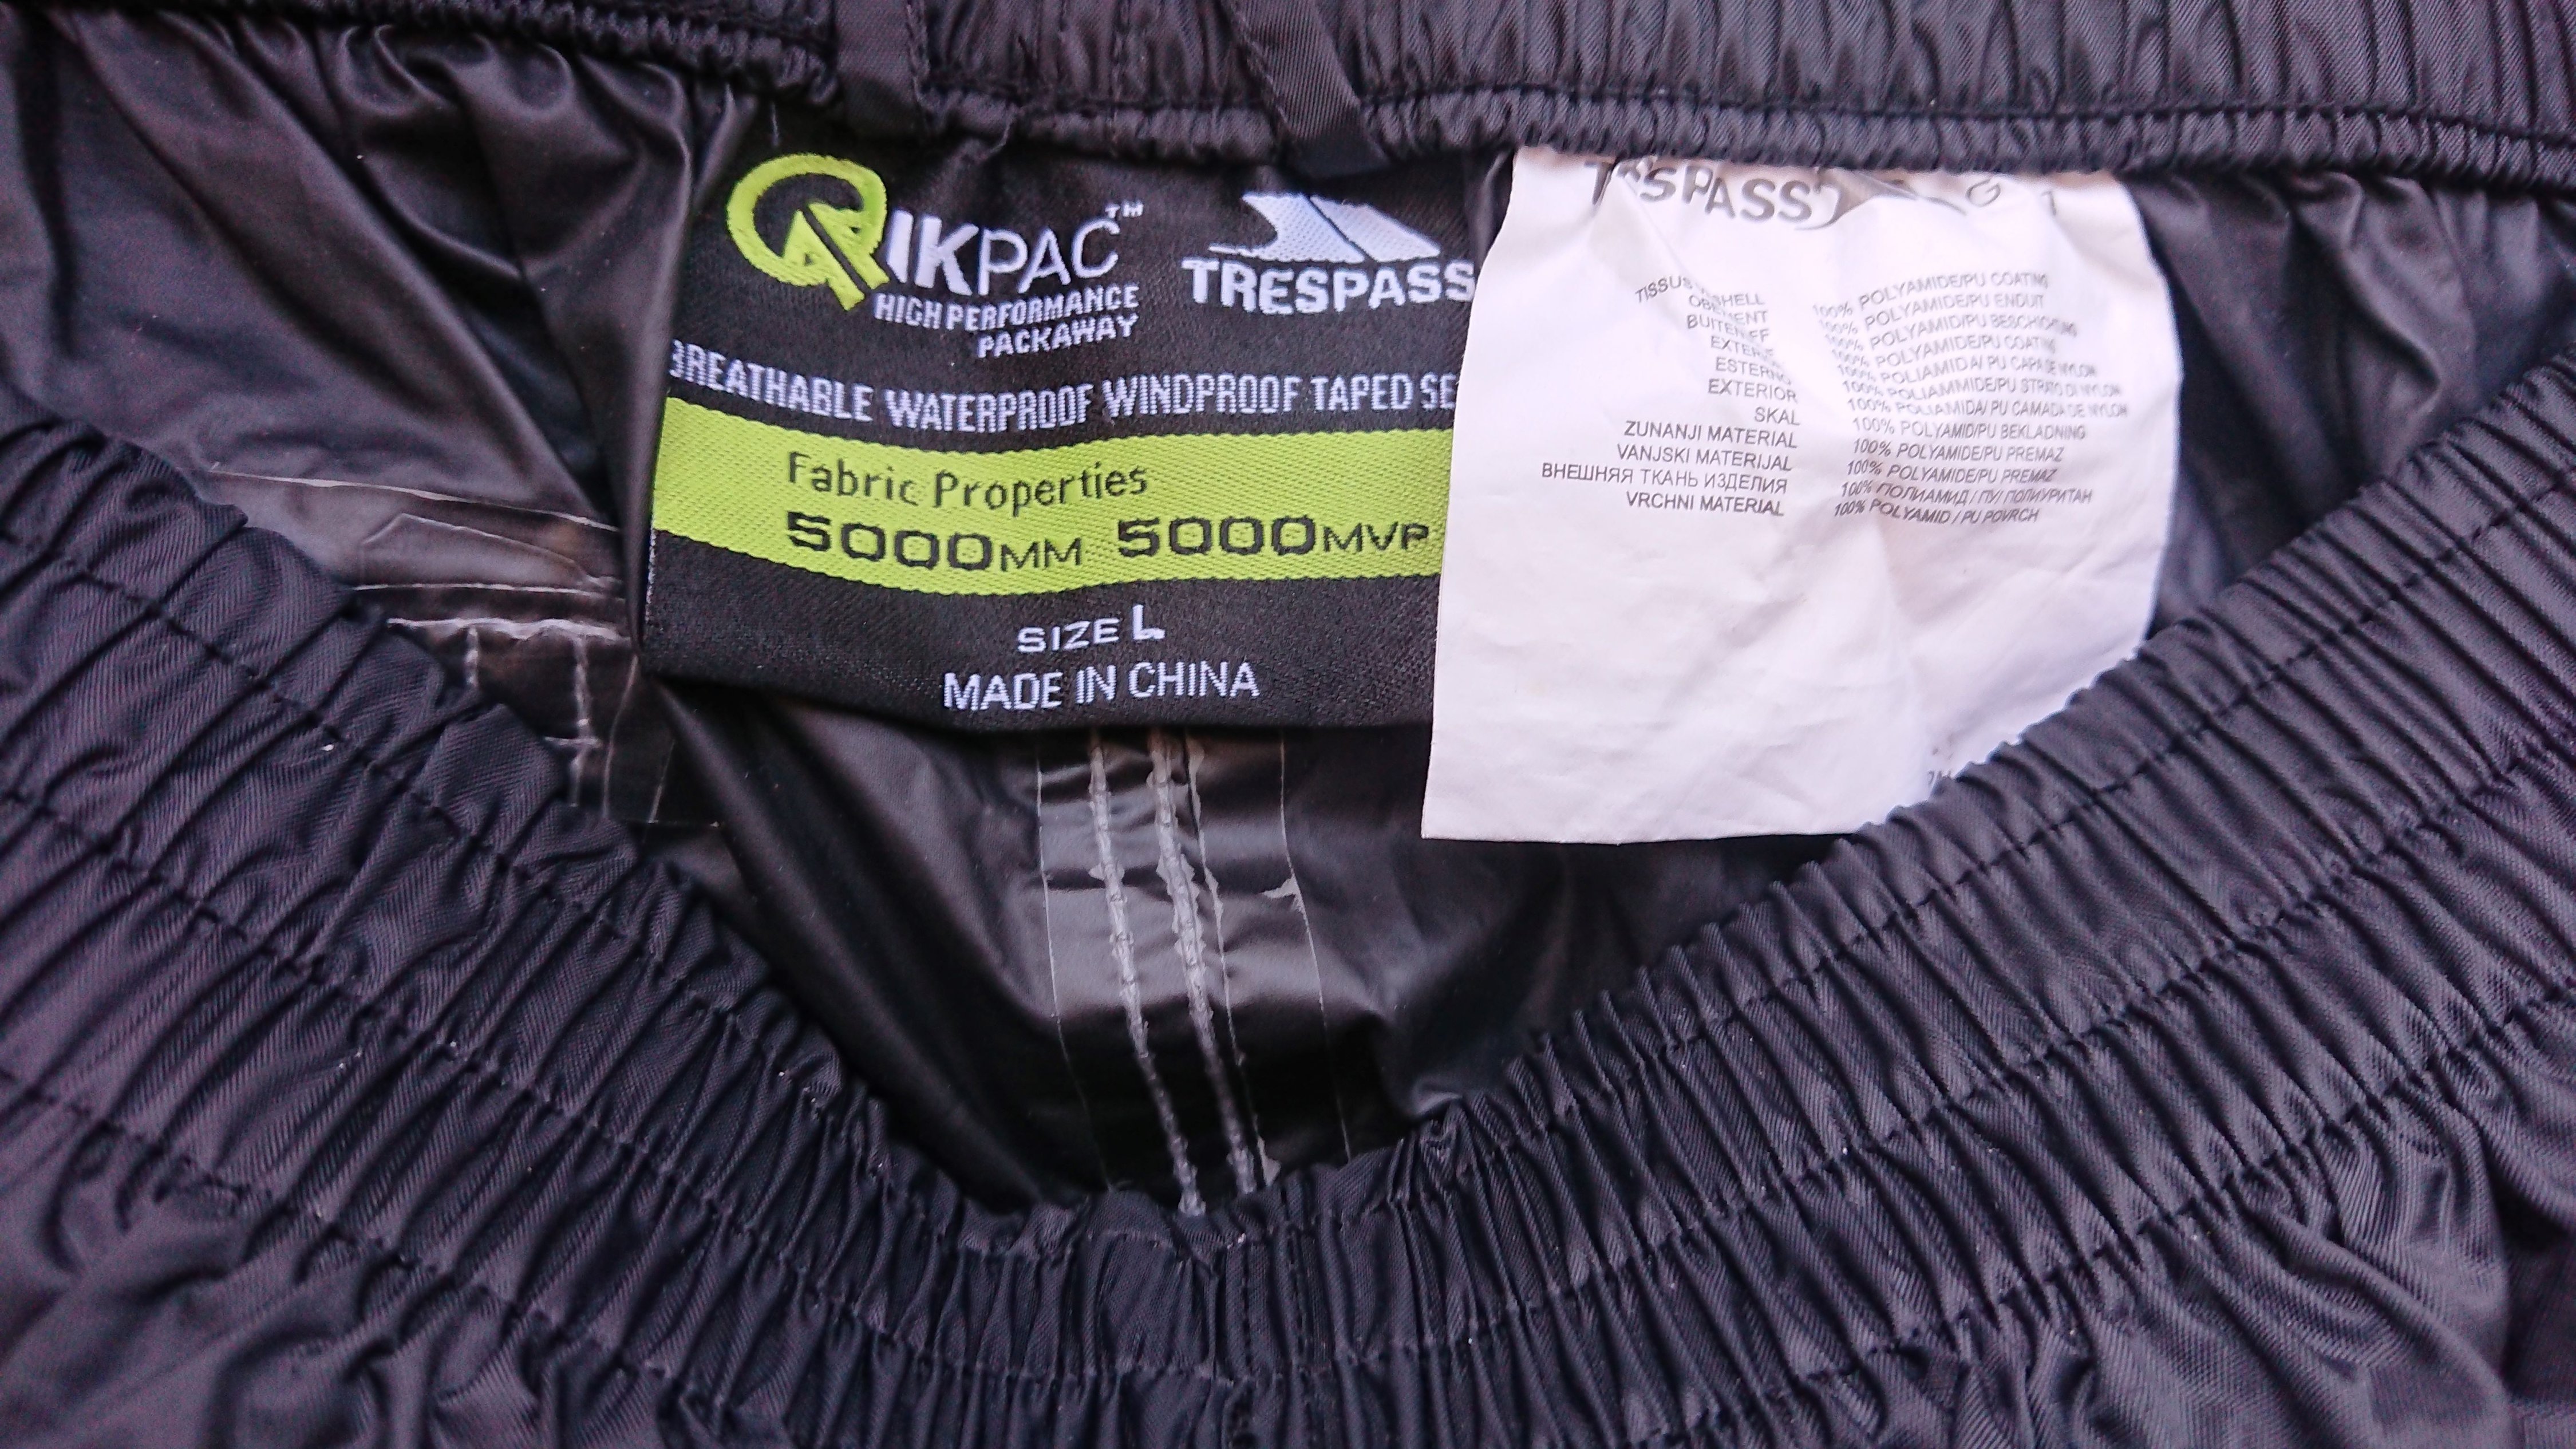 QIKPAC™
HIGH PERFORMANCE
PACKAWAY
TRESPASS
BREATHABLE WATERPROOF WINDPROOF TAPED SE
Fabric Properties
5000MM 5000MVP
SIZE L
MADE IN CHINA
TRESPASS
SHELL 100% POLYAMIDE/PU COATING
TISSUS 100% POLYAMIDE/PU ENDUIT
100% POLYAMID/PU BESCHICHTUNG
100% POLYAMIDE/PU COATING
100% POLIAMIDA/ PU CAPA DE NYLON
ESTERNO 100% POLIAMMIDE/PU STRATO DI NYLON
EXTERIOR 100% POLIAMIDA/ PU CAMADA DE NYLON
SKAL 100% POLYAMID/PU BEKLADNING
ZUNANJI MATERIAL 100% POLYAMIDE/PU PREMAZ
VANJSKI MATERIJAL 100% POLYAMIDE/PU PREMAZ
ВНЕШНЯЯ ТКАНЬ ИЗДЕЛИЯ 100% ПОЛИАМИД / ПУ/ ПОЛИУРИТАН
VRCHNI MATERIAL 100% POLYAMID / PU POVRCH